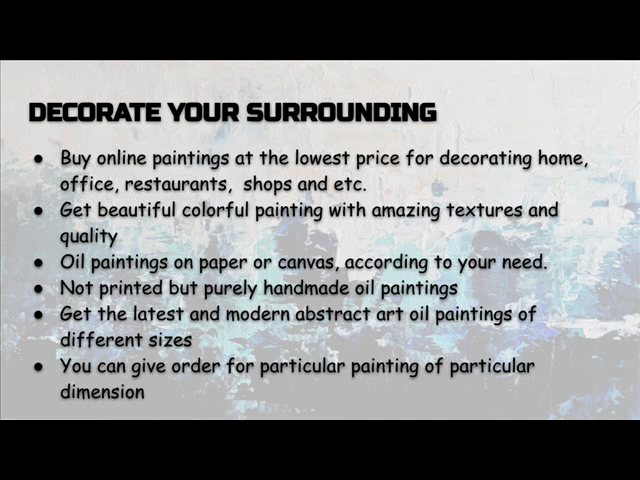 DECORATE YOUR SURROUNDING
● Buy online paintings at the lowest price for decorating home,
office, restaurants, shops and etc.
● Get beautiful colorful painting with amazing textures and
quality
● Oil paintings on paper or canvas, according to your need.
● Not printed but purely handmade oil paintings
● Get the latest and modern abstract art oil paintings of
different sizes
● You can give order for particular painting of particular
dimension